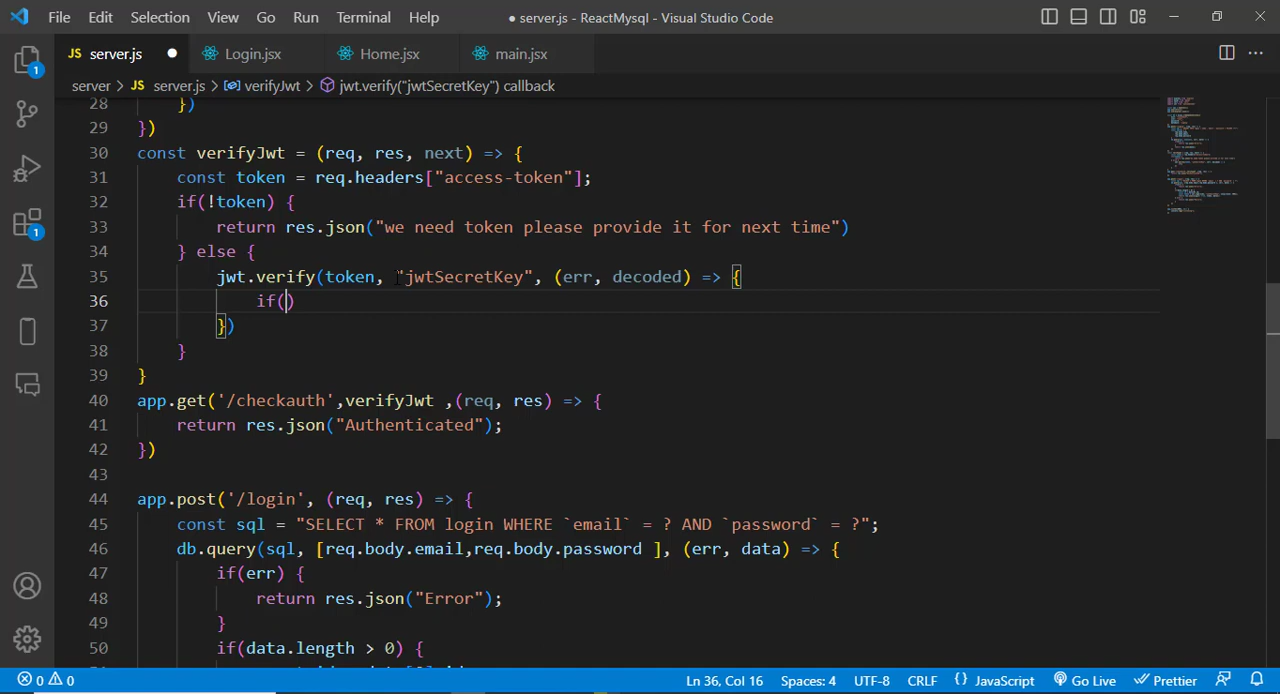 File Edit Selection View Go Run Terminal Help ● server.js - ReactMysql - Visual Studio Code
JS server.js ● Login.jsx Home.jsx main.jsx
server > JS server.js > verifyJwt > jwt.verify("jwtSecretKey") callback
28 })
29 })
30 const verifyJwt = (req, res, next) => {
31 const token = req.headers["access-token"];
32 if(!token) {
33 return res.json("we need token please provide it for next time")
34 } else {
35 jwt.verify(token, "jwtSecretKey", (err, decoded) => {
36 if()
37 })
38 }
39 }
40 app.get('/checkauth',verifyJwt ,(req, res) => {
41 return res.json("Authenticated");
42 })
43
44 app.post('/login', (req, res) => {
45 const sql = "SELECT * FROM login WHERE `email` = ? AND `password` = ?";
46 db.query(sql, [req.body.email,req.body.password ], (err, data) => {
47 if(err) {
48 return res.json("Error");
49 }
50 if(data.length > 0) {
1
1
0 0 Ln 36, Col 16 Spaces: 4 UTF-8 CRLF {} JavaScript Go Live Prettier